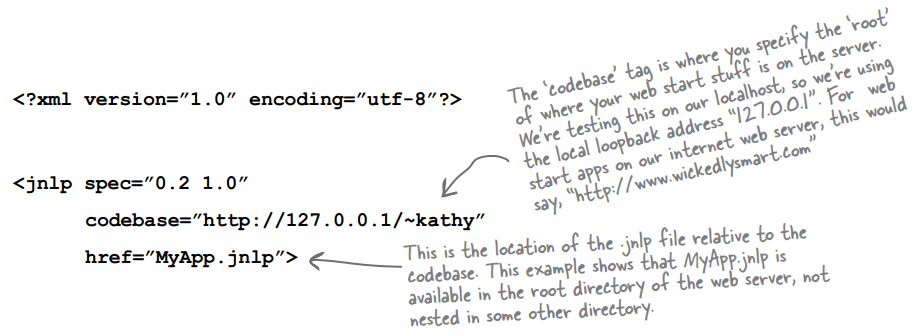 <?xml version=”1.0” encoding=”utf-8”?>
The ‘codebase’ tag is where you specify the ‘root’
of where your web start stuff is on the server.
We’re testing this on our localhost, so we’re using
the local loopback address “127.0.0.1”. For web
start apps on our internet web server, this would
say, “http://www.wickedlysmart.com”
<jnlp spec=”0.2 1.0”
codebase=”http://127.0.0.1/~kathy”
href=”MyApp.jnlp”>
This is the location of the .jnlp file relative to the
codebase. This example shows that MyApp.jnlp is
available in the root directory of the web server, not
nested in some other directory.